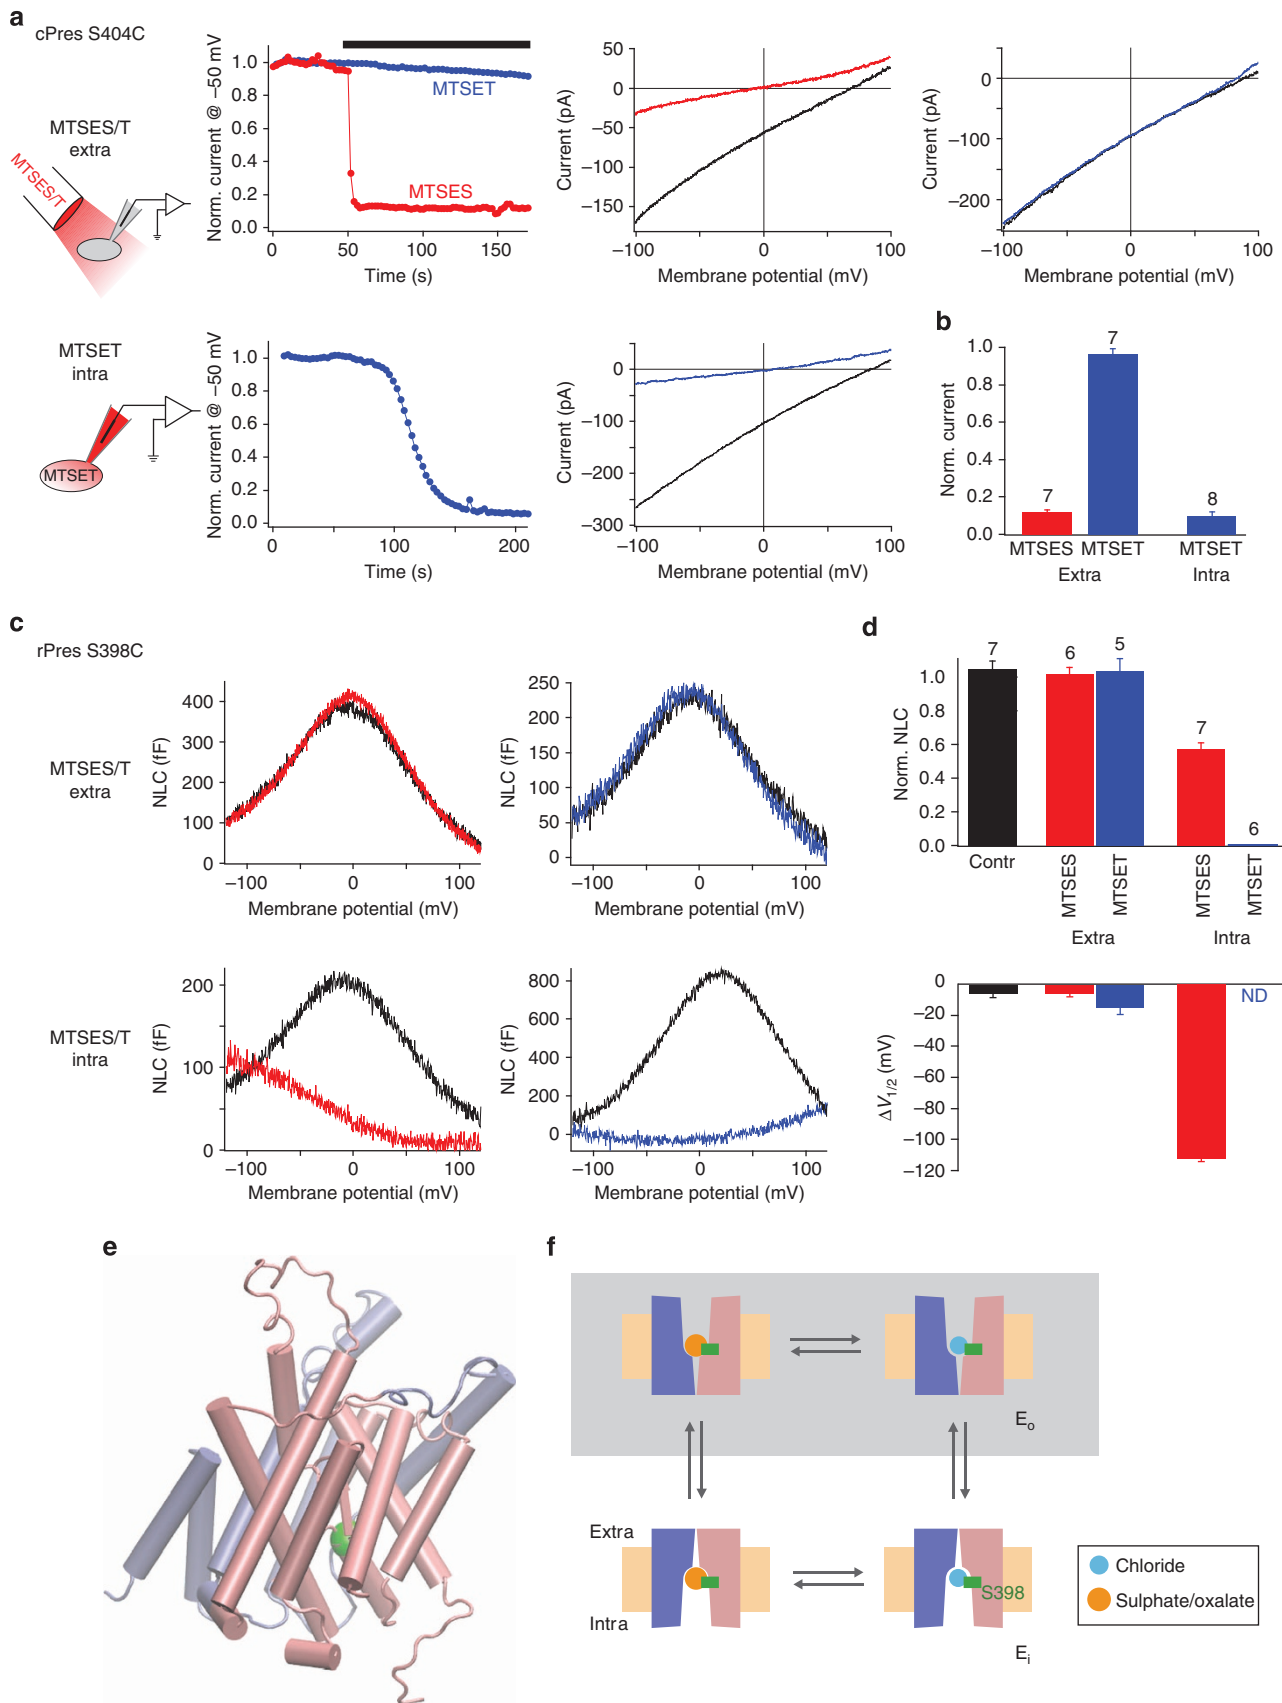 a
cPres S404C
MTSES/T
extra
MTSES/T
Norm. current @ –50 mV
1.0
0.8
0.6
0.4
0.2
0.0
MTSET
MTSES
0
50
100
150
Time (s)
Current (pA)
50
0
–50
–100
–150
–100
0
100
Membrane potential (mV)
Current (pA)
0
–100
–200
–100
0
100
Membrane potential (mV)
MTSET
intra
MTSET
Norm. current @ –50 mV
1.0
0.8
0.6
0.4
0.2
0.0
0
100
200
Time (s)
Current (pA)
0
–100
–200
–300
–100
0
100
Membrane potential (mV)
b
Norm. current
1.0
0.8
0.6
0.4
0.2
0.0
7
7
8
MTSES MTSET
MTSET
Extra
Intra
c
rPres S398C
MTSES/T
extra
NLC (fF)
400
300
200
100
0
–100
0
100
Membrane potential (mV)
NLC (fF)
250
200
150
100
50
0
–100
0
100
Membrane potential (mV)
MTSES/T
intra
NLC (fF)
200
100
0
–100
0
100
Membrane potential (mV)
NLC (fF)
800
600
400
200
0
–100
0
100
Membrane potential (mV)
d
Norm. NLC
1.0
0.8
0.6
0.4
0.2
0.0
7
6
5
7
6
Contr
MTSES
MTSET
MTSES
MTSET
Extra
Intra
ΔV1/2 (mV)
0
–20
–40
–60
–80
–100
–120
ND
e
f
Eo
Extra
Intra
S398
Ei
Chloride
Sulphate/oxalate